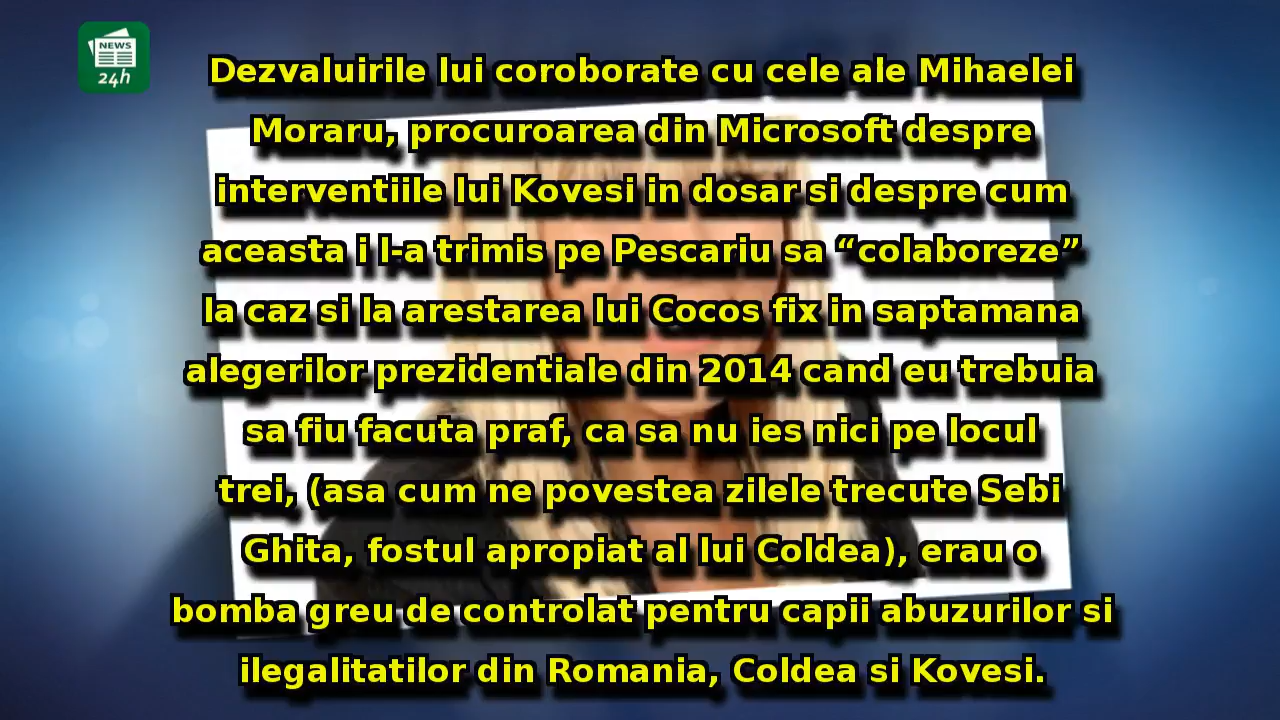 NEWS
24h
Dezvaluirile lui coroborate cu cele ale Mihaelei
Moraru, procuroarea din Microsoft despre
interventiile lui Kovesi in dosar si despre cum
aceasta i l-a trimis pe Pescariu sa “colaboreze”
la caz si la arestarea lui Cocos fix in saptamana
alegerilor prezidentiale din 2014 cand eu trebuia
sa fiu facuta praf, ca sa nu ies nici pe locul
trei, (asa cum ne povestea zilele trecute Sebi
Ghita, fostul apropiat al lui Coldea), erau o
bomba greu de controlat pentru capii abuzurilor si
ilegalitatilor din Romania, Coldea si Kovesi.